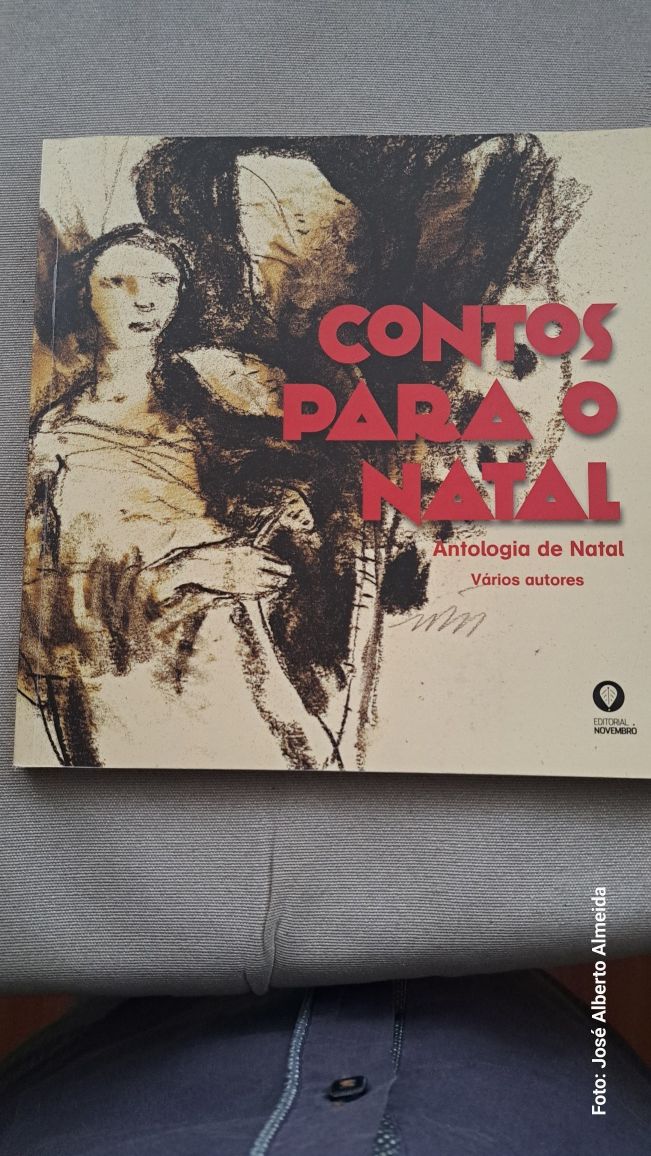 CONTOS
PARA O
NATAL
Antologia de Natal
Vários autores
EDITORIAL
NOVEMBRO
Foto: José Alberto Almeida